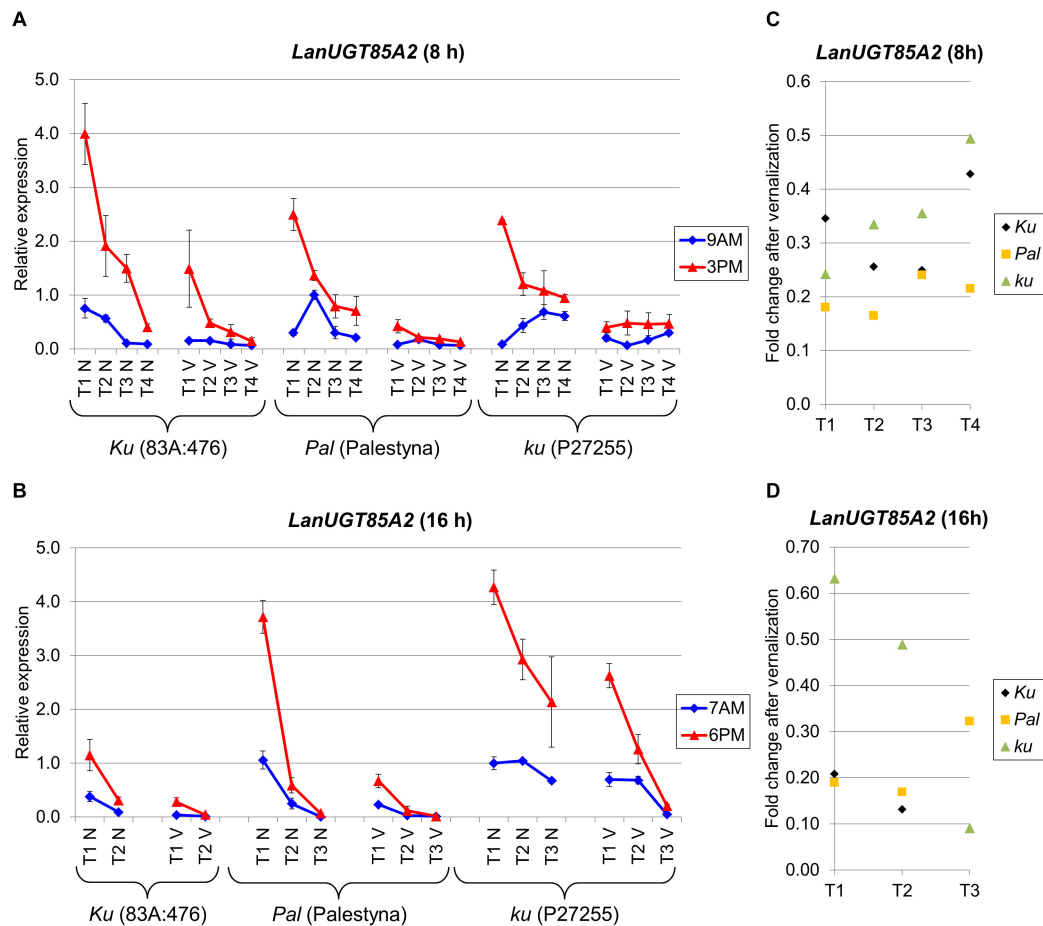 A
LanUGT85A2 (8 h)
Relative expression
5.0
4.0
3.0
2.0
1.0
0.0
T1 N
T2 N
T3 N
T4 N
T1 V
T2 V
T3 V
T4 V
T1 N
T2 N
T3 N
T4 N
T1 V
T2 V
T3 V
T4 V
T1 N
T2 N
T3 N
T4 N
T1 V
T2 V
T3 V
T4 V
Ku (83A:476)
Pal (Palestyna)
ku (P27255)
9AM
3PM
C
LanUGT85A2 (8h)
Fold change after vernalization
0.6
0.5
0.4
0.3
0.2
0.1
0.0
T1 T2 T3 T4
Ku
Pal
ku
B
LanUGT85A2 (16 h)
Relative expression
5.0
4.0
3.0
2.0
1.0
0.0
T1 N
T2 N
T1 V
T2 V
T1 N
T2 N
T3 N
T1 V
T2 V
T3 V
T1 N
T2 N
T3 N
T1 V
T2 V
T3 V
Ku (83A:476)
Pal (Palestyna)
ku (P27255)
7AM
6PM
D
LanUGT85A2 (16h)
Fold change after vernalization
0.70
0.60
0.50
0.40
0.30
0.20
0.10
0.00
T1 T2 T3
Ku
Pal
ku